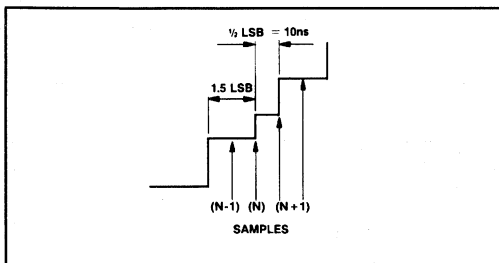 ½ LSB = 10ns
1.5 LSB
(N-1) (N) (N+1)
SAMPLES